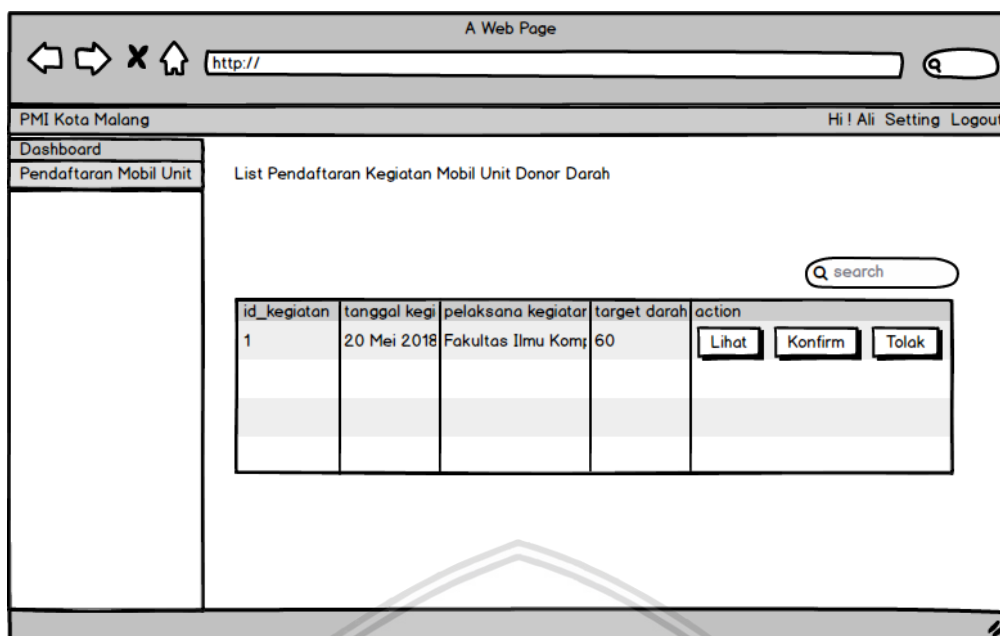 A Web Page
http://
PMI Kota Malang Hi ! Ali Setting Logout
Dashboard
Pendaftaran Mobil Unit
List Pendaftaran Kegiatan Mobil Unit Donor Darah
search
id_kegiatan tanggal kegi pelaksana kegiatar target darah action
1 20 Mei 2018 Fakultas Ilmu Komp 60 Lihat Konfirm Tolak